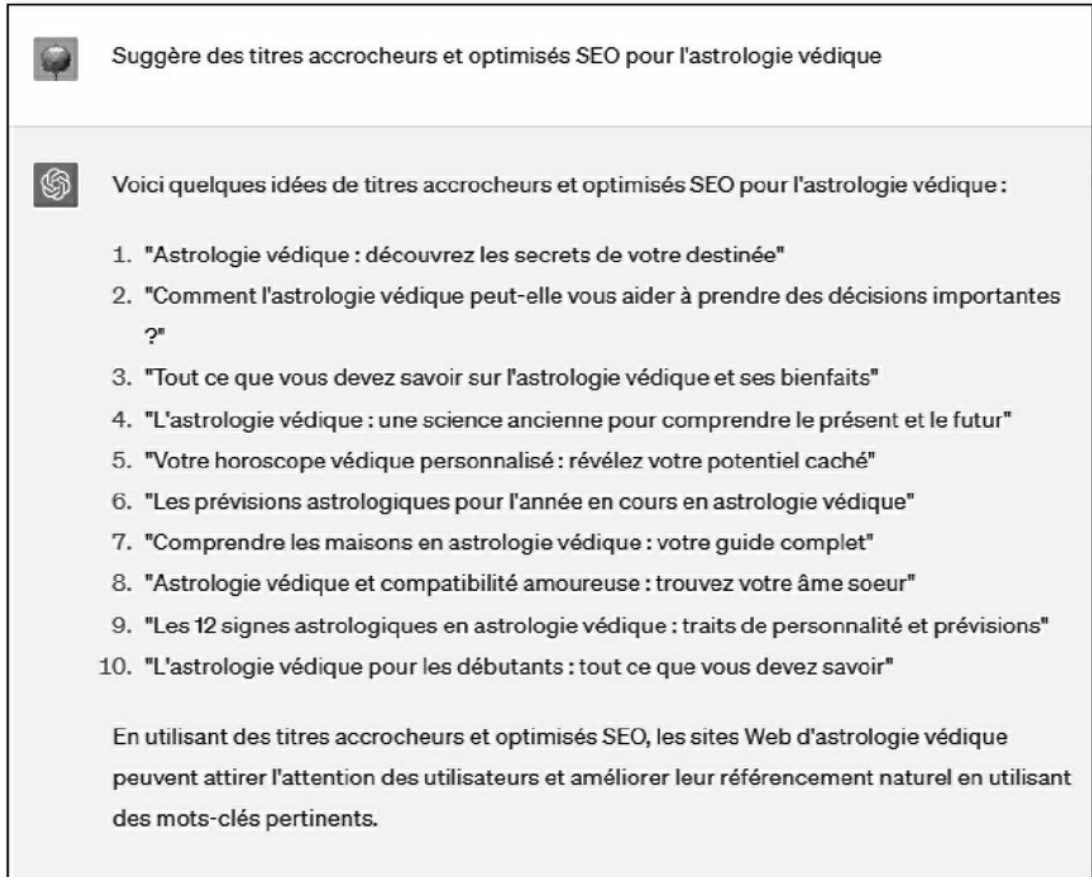 Suggère des titres accrocheurs et optimisés SEO pour l'astrologie védique
Voici quelques idées de titres accrocheurs et optimisés SEO pour l'astrologie védique :
1. "Astrologie védique : découvrez les secrets de votre destinée"
2. "Comment l'astrologie védique peut-elle vous aider à prendre des décisions importantes
?"
3. "Tout ce que vous devez savoir sur l'astrologie védique et ses bienfaits"
4. "L'astrologie védique : une science ancienne pour comprendre le présent et le futur"
5. "Votre horoscope védique personnalisé : révélez votre potentiel caché"
6. "Les prévisions astrologiques pour l'année en cours en astrologie védique"
7. "Comprendre les maisons en astrologie védique : votre guide complet"
8. "Astrologie védique et compatibilité amoureuse : trouvez votre âme soeur"
9. "Les 12 signes astrologiques en astrologie védique : traits de personnalité et prévisions"
10. "L'astrologie védique pour les débutants : tout ce que vous devez savoir"
En utilisant des titres accrocheurs et optimisés SEO, les sites Web d'astrologie védique
peuvent attirer l'attention des utilisateurs et améliorer leur référencement naturel en utilisant
des mots-clés pertinents.